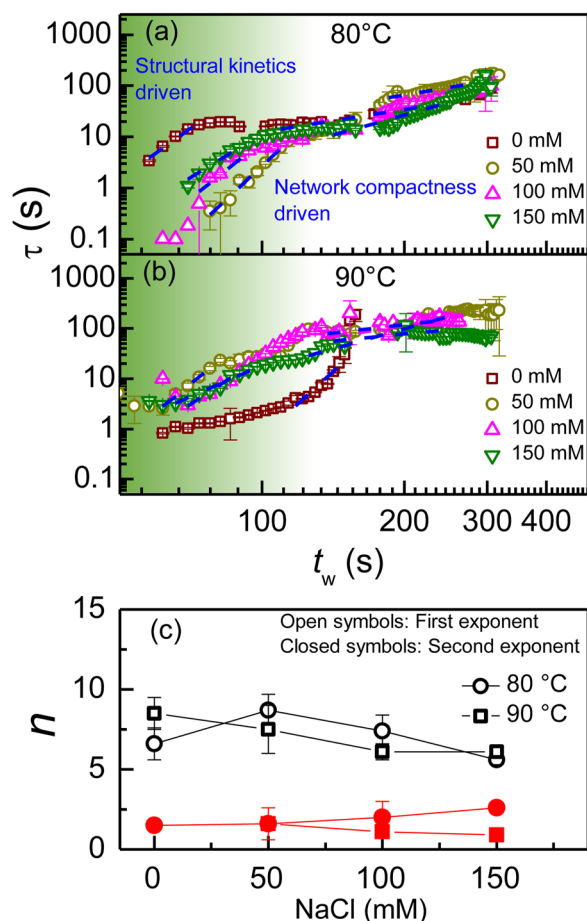 (a) 80°C
Structural kinetics
driven
Network compactness
driven
0 mM
50 mM
100 mM
150 mM
1000
100
10
1
0.1
τ (s)
(b) 90°C
0 mM
50 mM
100 mM
150 mM
1000
100
10
1
0.1
100 200 300 400
tw (s)
(c)
Open symbols: First exponent
Closed symbols: Second exponent
80 °C
90 °C
15
10
5
0
n
0 50 100 150
NaCl (mM)